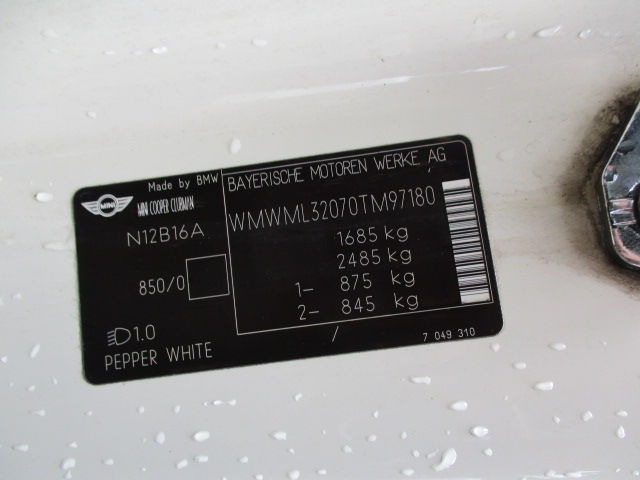 Made by BMW
MINI
MINI COOPER CLUBMAN
N12B16A
850/0
1.0
PEPPER WHITE
BAYERISCHE MOTOREN WERKE AG
WMWML32070TM97180
1685 kg
2485 kg
1- 875 kg
2- 845 kg
/
7 049 310